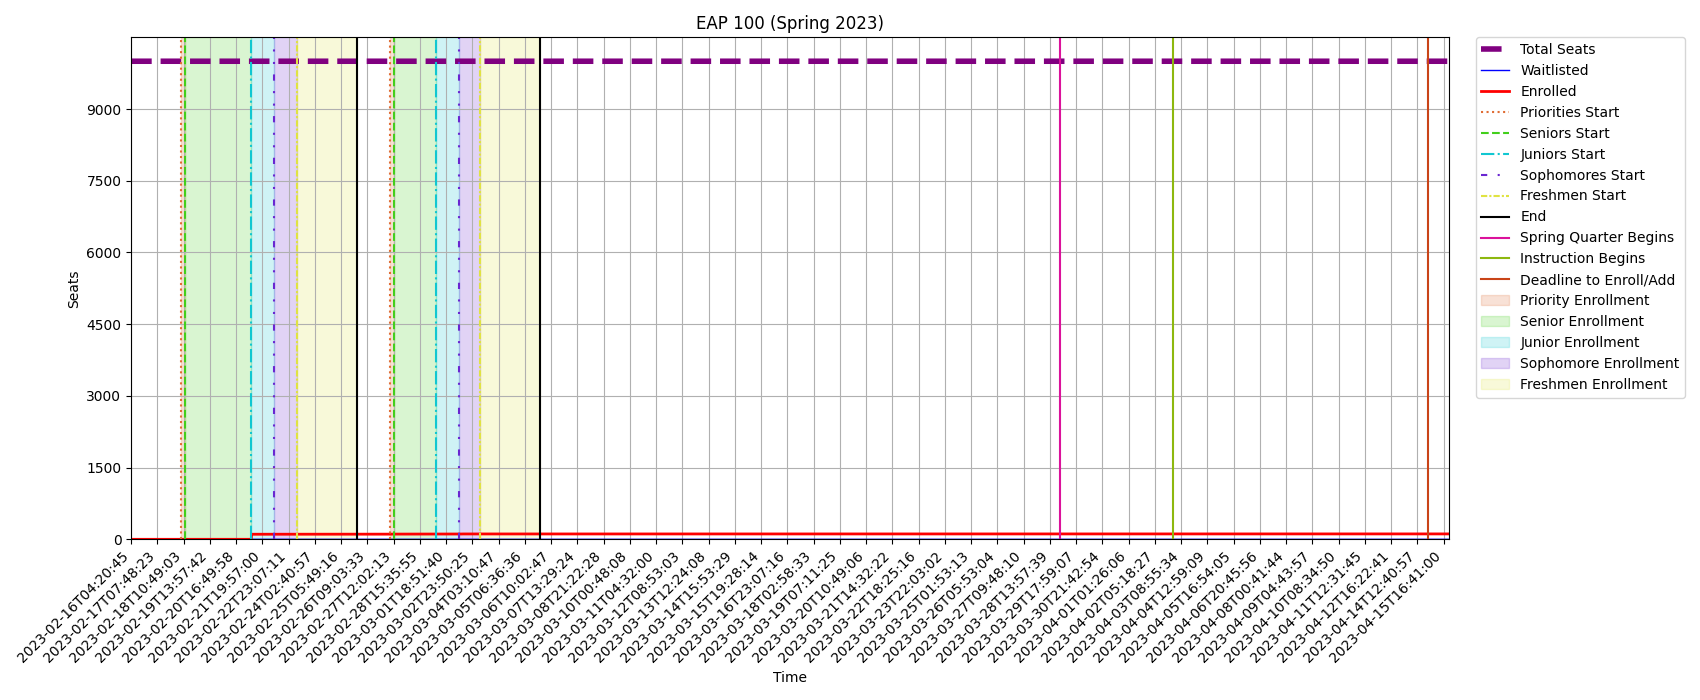 EAP 100 (Spring 2023)
Seats
9000
7500
6000
4500
3000
1500
0
2023-02-16T04:20:45
2023-02-17T07:48:23
2023-02-18T10:49:03
2023-02-19T13:57:42
2023-02-20T16:49:58
2023-02-21T19:57:00
2023-02-22T23:07:11
2023-02-24T02:40:57
2023-02-25T05:49:16
2023-02-26T09:03:33
2023-02-27T12:02:13
2023-02-28T15:35:55
2023-03-01T18:51:40
2023-03-02T23:50:25
2023-03-04T03:10:47
2023-03-05T06:36:36
2023-03-06T10:02:47
2023-03-07T13:29:24
2023-03-08T21:22:28
2023-03-10T00:48:08
2023-03-11T04:32:00
2023-03-12T08:53:03
2023-03-13T12:24:08
2023-03-14T15:53:29
2023-03-15T19:28:14
2023-03-16T23:07:16
2023-03-18T02:58:33
2023-03-19T07:11:25
2023-03-20T10:49:06
2023-03-21T14:32:22
2023-03-22T18:25:16
2023-03-23T22:03:02
2023-03-25T01:53:13
2023-03-26T05:53:04
2023-03-27T09:48:10
2023-03-28T13:57:39
2023-03-29T17:59:07
2023-03-30T21:42:54
2023-04-01T01:26:06
2023-04-02T05:18:27
2023-04-03T08:55:34
2023-04-04T12:59:09
2023-04-05T16:54:05
2023-04-06T20:45:56
2023-04-08T00:41:44
2023-04-09T04:43:57
2023-04-10T08:34:50
2023-04-11T12:31:45
2023-04-12T16:22:41
2023-04-14T12:40:57
2023-04-15T16:41:00
Time
Total Seats
Waitlisted
Enrolled
Priorities Start
Seniors Start
Juniors Start
Sophomores Start
Freshmen Start
End
Spring Quarter Begins
Instruction Begins
Deadline to Enroll/Add
Priority Enrollment
Senior Enrollment
Junior Enrollment
Sophomore Enrollment
Freshmen Enrollment